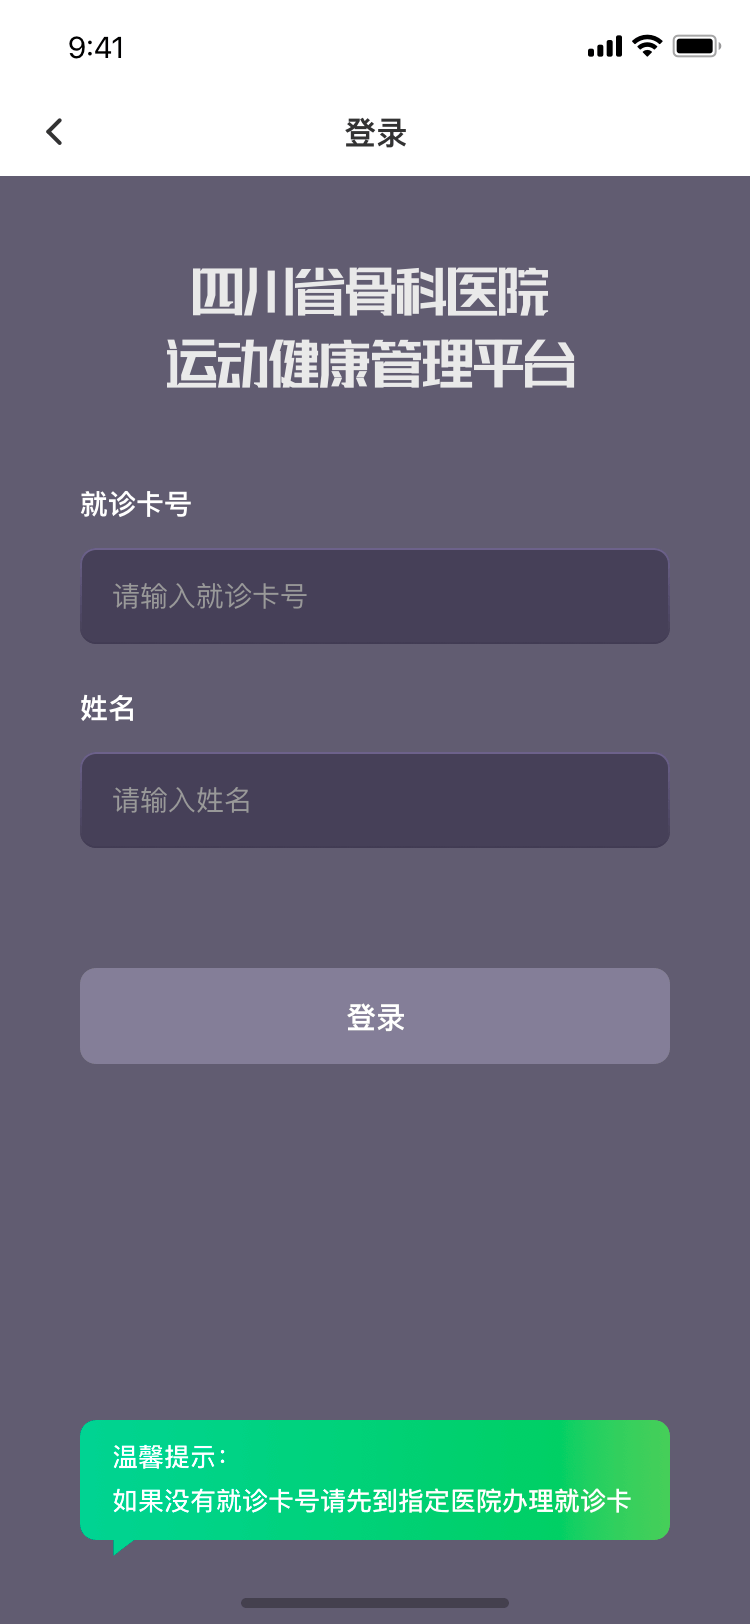 9:41
登录
四川省骨科医院
运动健康管理平台
就诊卡号
请输入就诊卡号
姓名
请输入姓名
登录
温馨提示：
如果没有就诊卡号请先到指定医院办理就诊卡